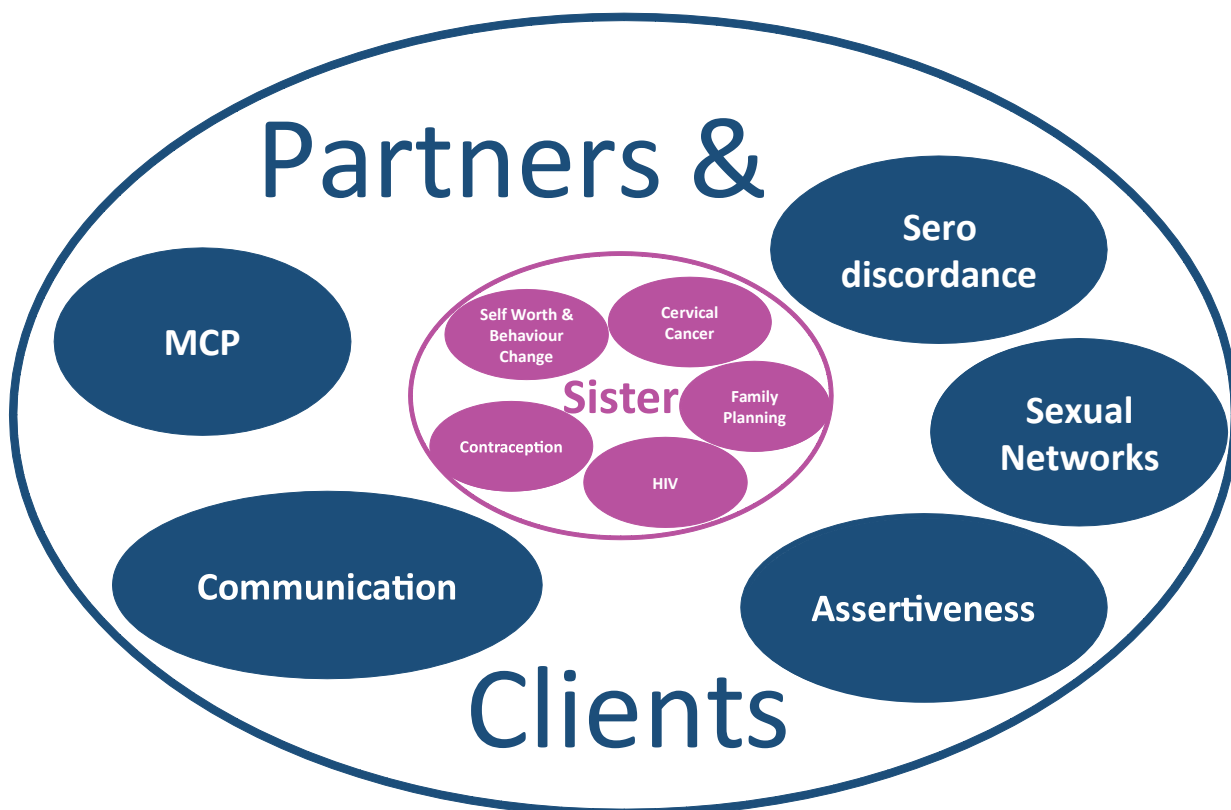 Partners &
Sero
discordance
MCP
Self Worth &
Behaviour
Change
Cervical
Cancer
Sister
Family
Planning
Sexual
Networks
Contraception
HIV
Communication
Assertiveness
Clients